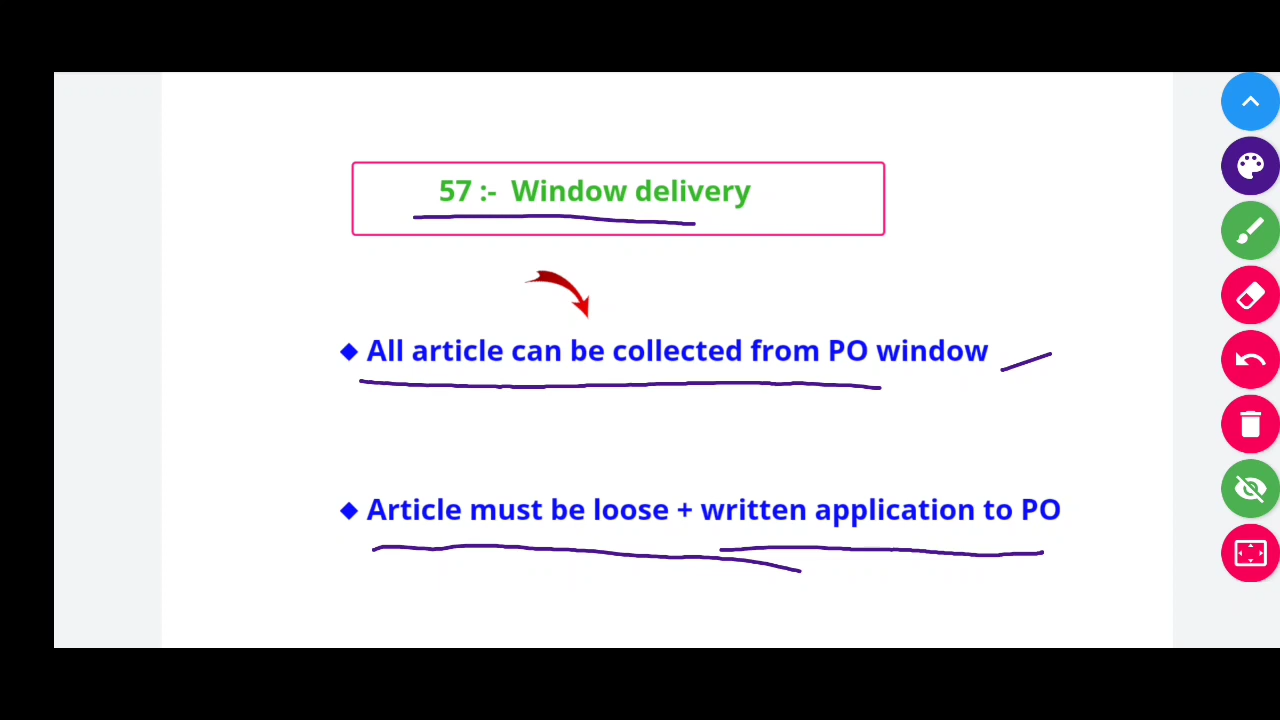 57 :- Window delivery
◆ All article can be collected from PO window
◆ Article must be loose + written application to PO